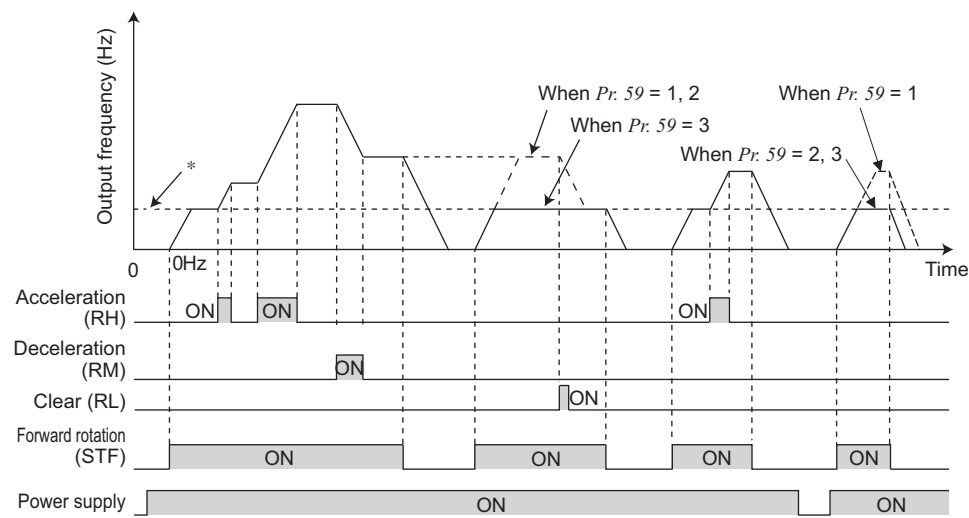 Output frequency (Hz)
When Pr. 59 = 1, 2
When Pr. 59 = 1
When Pr. 59 = 3
When Pr. 59 = 2, 3
*
0
0Hz
Time
Acceleration
(RH)
ON
ON
ON
Deceleration
(RM)
ON
Clear (RL)
ON
Forward rotation
(STF)
ON
ON
ON
ON
Power supply
ON
ON